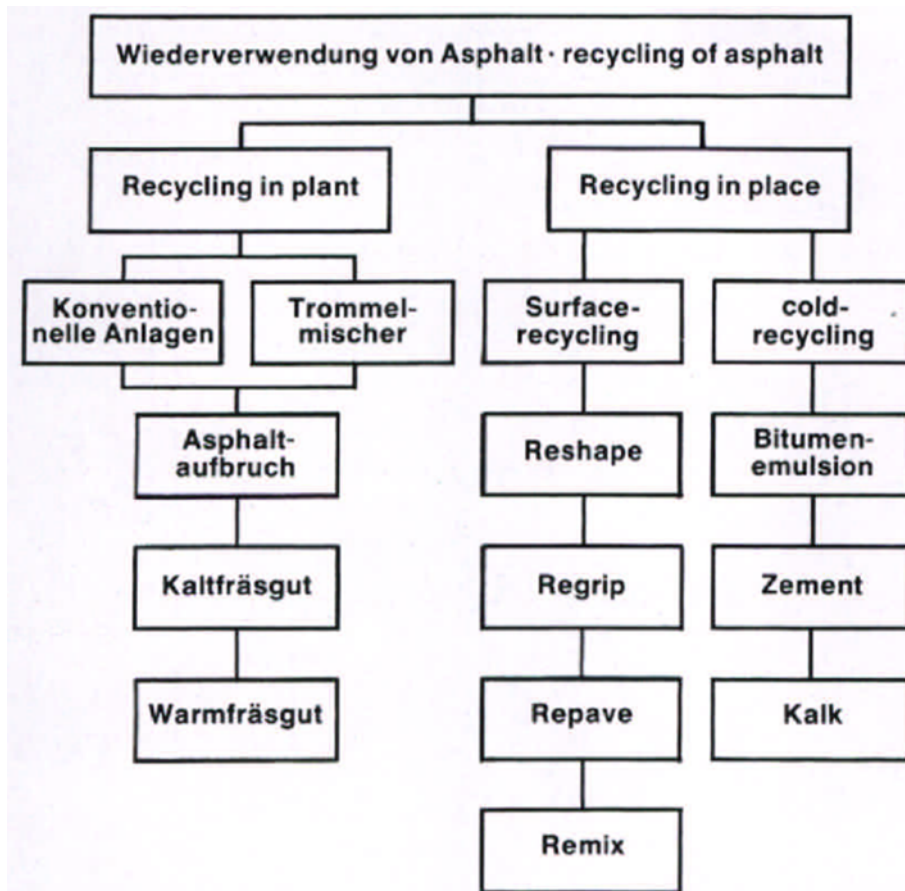 Wiederverwendung von Asphalt · recycling of asphalt
Recycling in plant
Recycling in place
Konventio-
nelle Anlagen
Trommel-
mischer
Surface-
recycling
cold-
recycling
Asphalt-
aufbruch
Reshape
Bitumen-
emulsion
Kaltfräsgut
Regrip
Zement
Warmfräsgut
Repave
Kalk
Remix